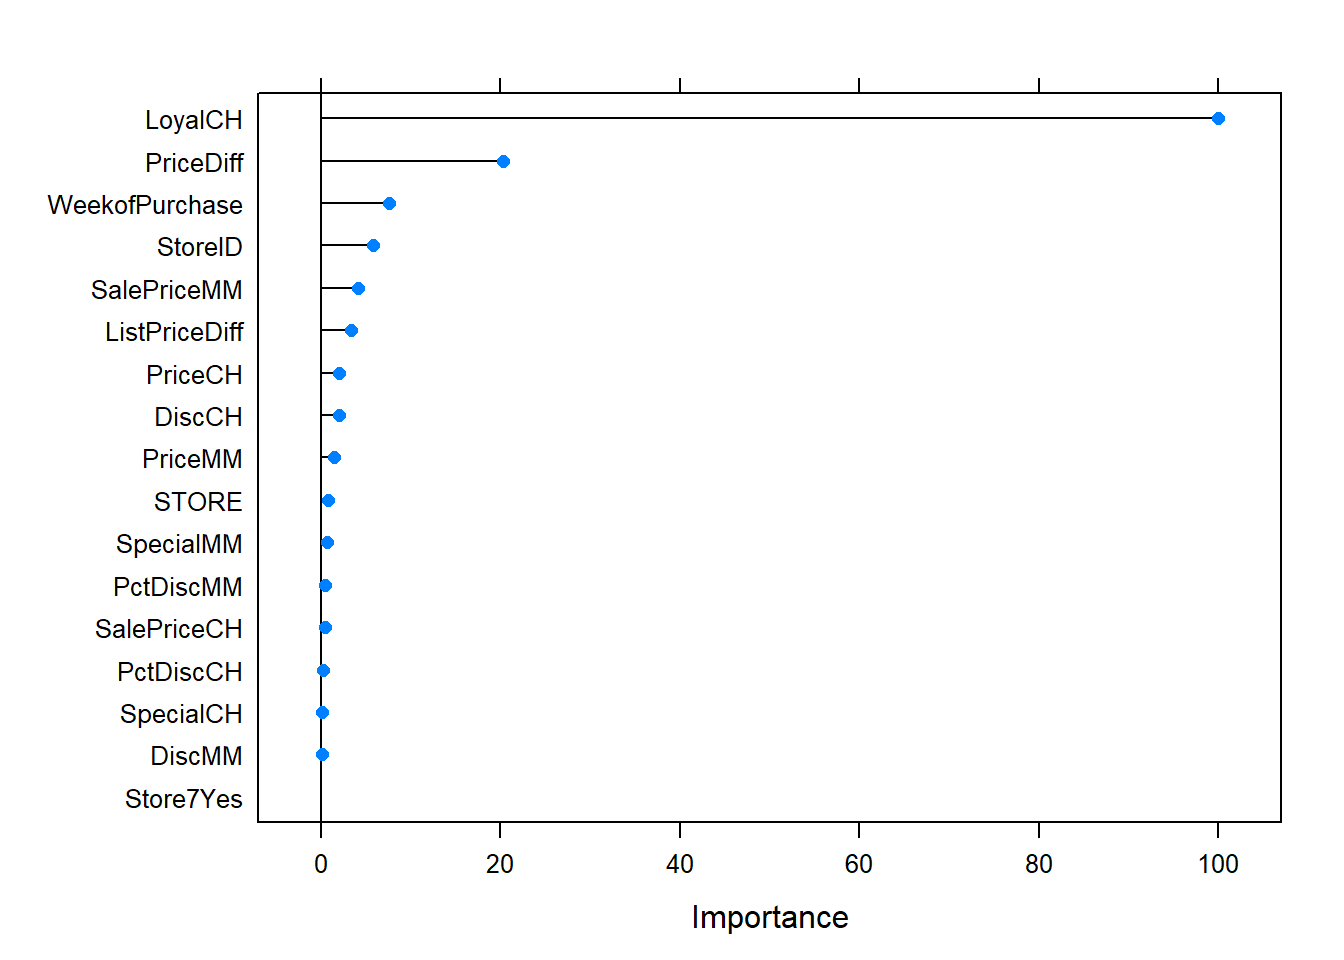 LoyalCH
PriceDiff
WeekofPurchase
StoreID
SalePriceMM
ListPriceDiff
PriceCH
DiscCH
PriceMM
STORE
SpecialMM
PctDiscMM
SalePriceCH
PctDiscCH
SpecialCH
DiscMM
Store7Yes
0 20 40 60 80 100
Importance